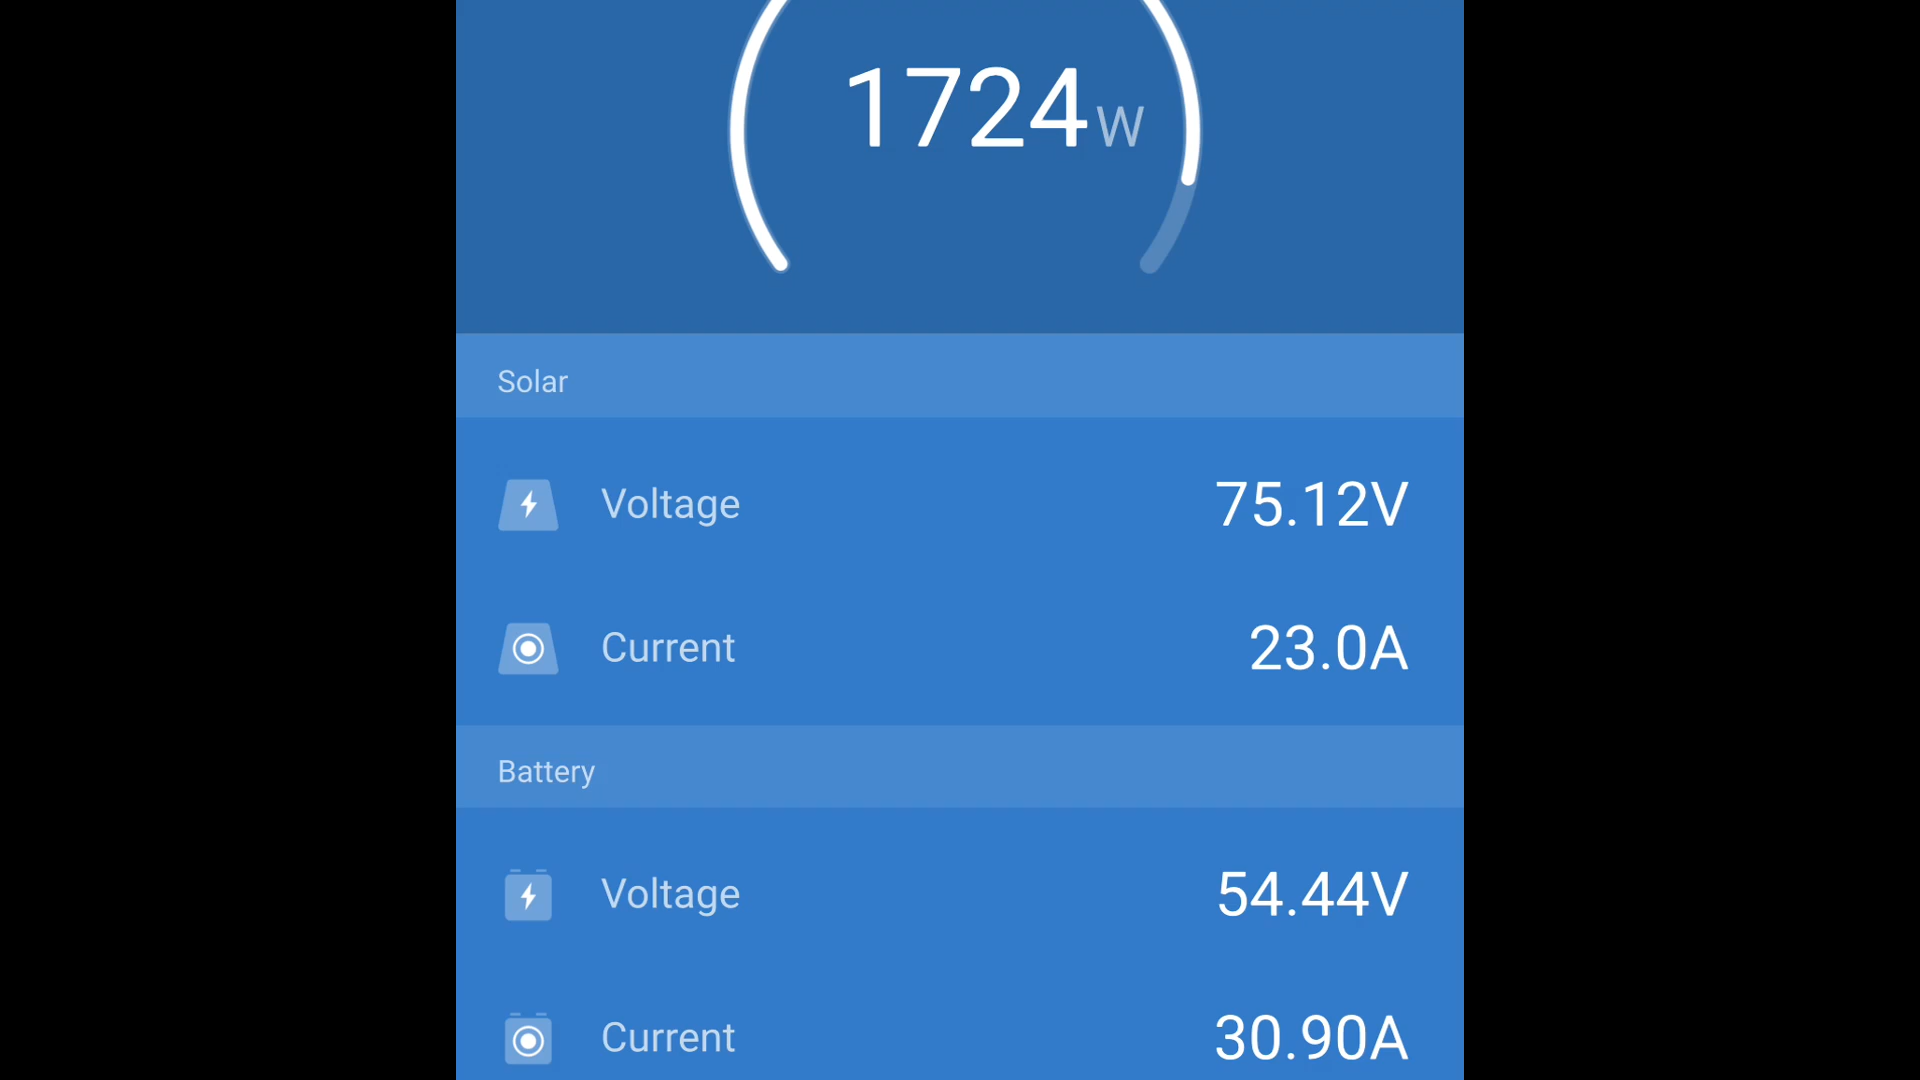 1724W
Solar
Voltage 75.12V
Current 23.0A
Battery
Voltage 54.44V
Current 30.90A